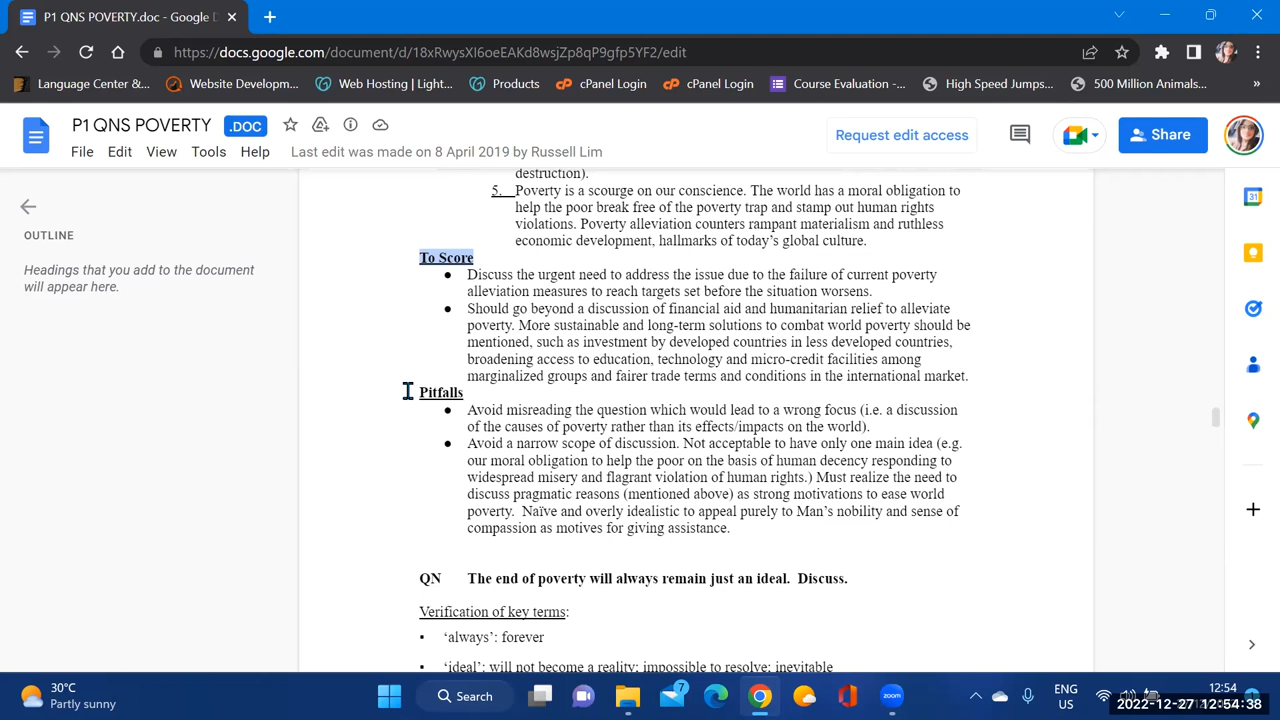 P1 QNS POVERTY.doc - Google D
https://docs.google.com/document/d/18xRwysXl6oeEAKd8wsjZp8qP9gfp5YF2/edit
Language Center &... Website Developm... Web Hosting | Light... Products cPanel Login cPanel Login Course Evaluation -... High Speed Jumps... 500 Million Animals... »
P1 QNS POVERTY .DOC
Request edit access
Share
File Edit View Tools Help Last edit was made on 8 April 2019 by Russell Lim
OUTLINE
Headings that you add to the document
will appear here.
destruction).
5. Poverty is a scourge on our conscience. The world has a moral obligation to
help the poor break free of the poverty trap and stamp out human rights
violations. Poverty alleviation counters rampant materialism and ruthless
economic development, hallmarks of today's global culture.
To Score
● Discuss the urgent need to address the issue due to the failure of current poverty
alleviation measures to reach targets set before the situation worsens.
● Should go beyond a discussion of financial aid and humanitarian relief to alleviate
poverty. More sustainable and long-term solutions to combat world poverty should be
mentioned, such as investment by developed countries in less developed countries,
broadening access to education, technology and micro-credit facilities among
marginalized groups and fairer trade terms and conditions in the international market.
Pitfalls
● Avoid misreading the question which would lead to a wrong focus (i.e. a discussion
of the causes of poverty rather than its effects/impacts on the world).
● Avoid a narrow scope of discussion. Not acceptable to have only one main idea (e.g.
our moral obligation to help the poor on the basis of human decency responding to
widespread misery and flagrant violation of human rights.) Must realize the need to
discuss pragmatic reasons (mentioned above) as strong motivations to ease world
poverty. Naïve and overly idealistic to appeal purely to Man's nobility and sense of
compassion as motives for giving assistance.
QN The end of poverty will always remain just an ideal. Discuss.
Verification of key terms:
▪ ‘always’: forever
▪ ‘ideal’: will not become a reality; impossible to resolve; inevitable
30°C
Partly sunny
Search
7
zoom
ENG
US
12:54
2022-12-27 12:54:38
31